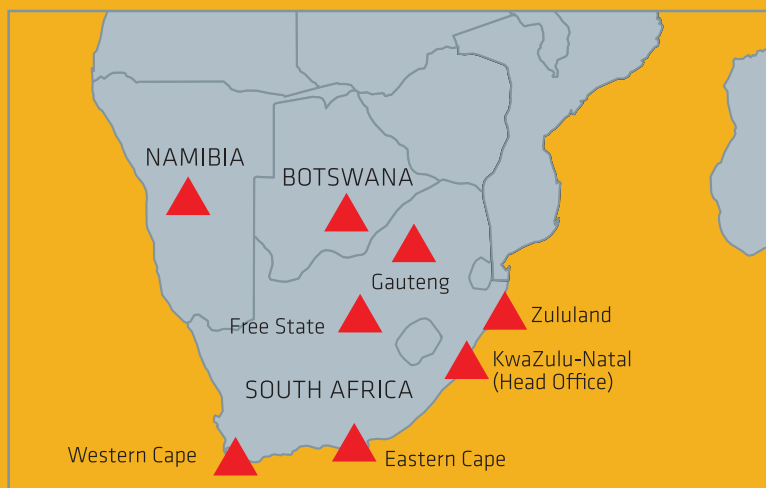 NAMIBIA
BOTSWANA
Gauteng
Free State
Zululand
KwaZulu-Natal
(Head Office)
SOUTH AFRICA
Western Cape
Eastern Cape